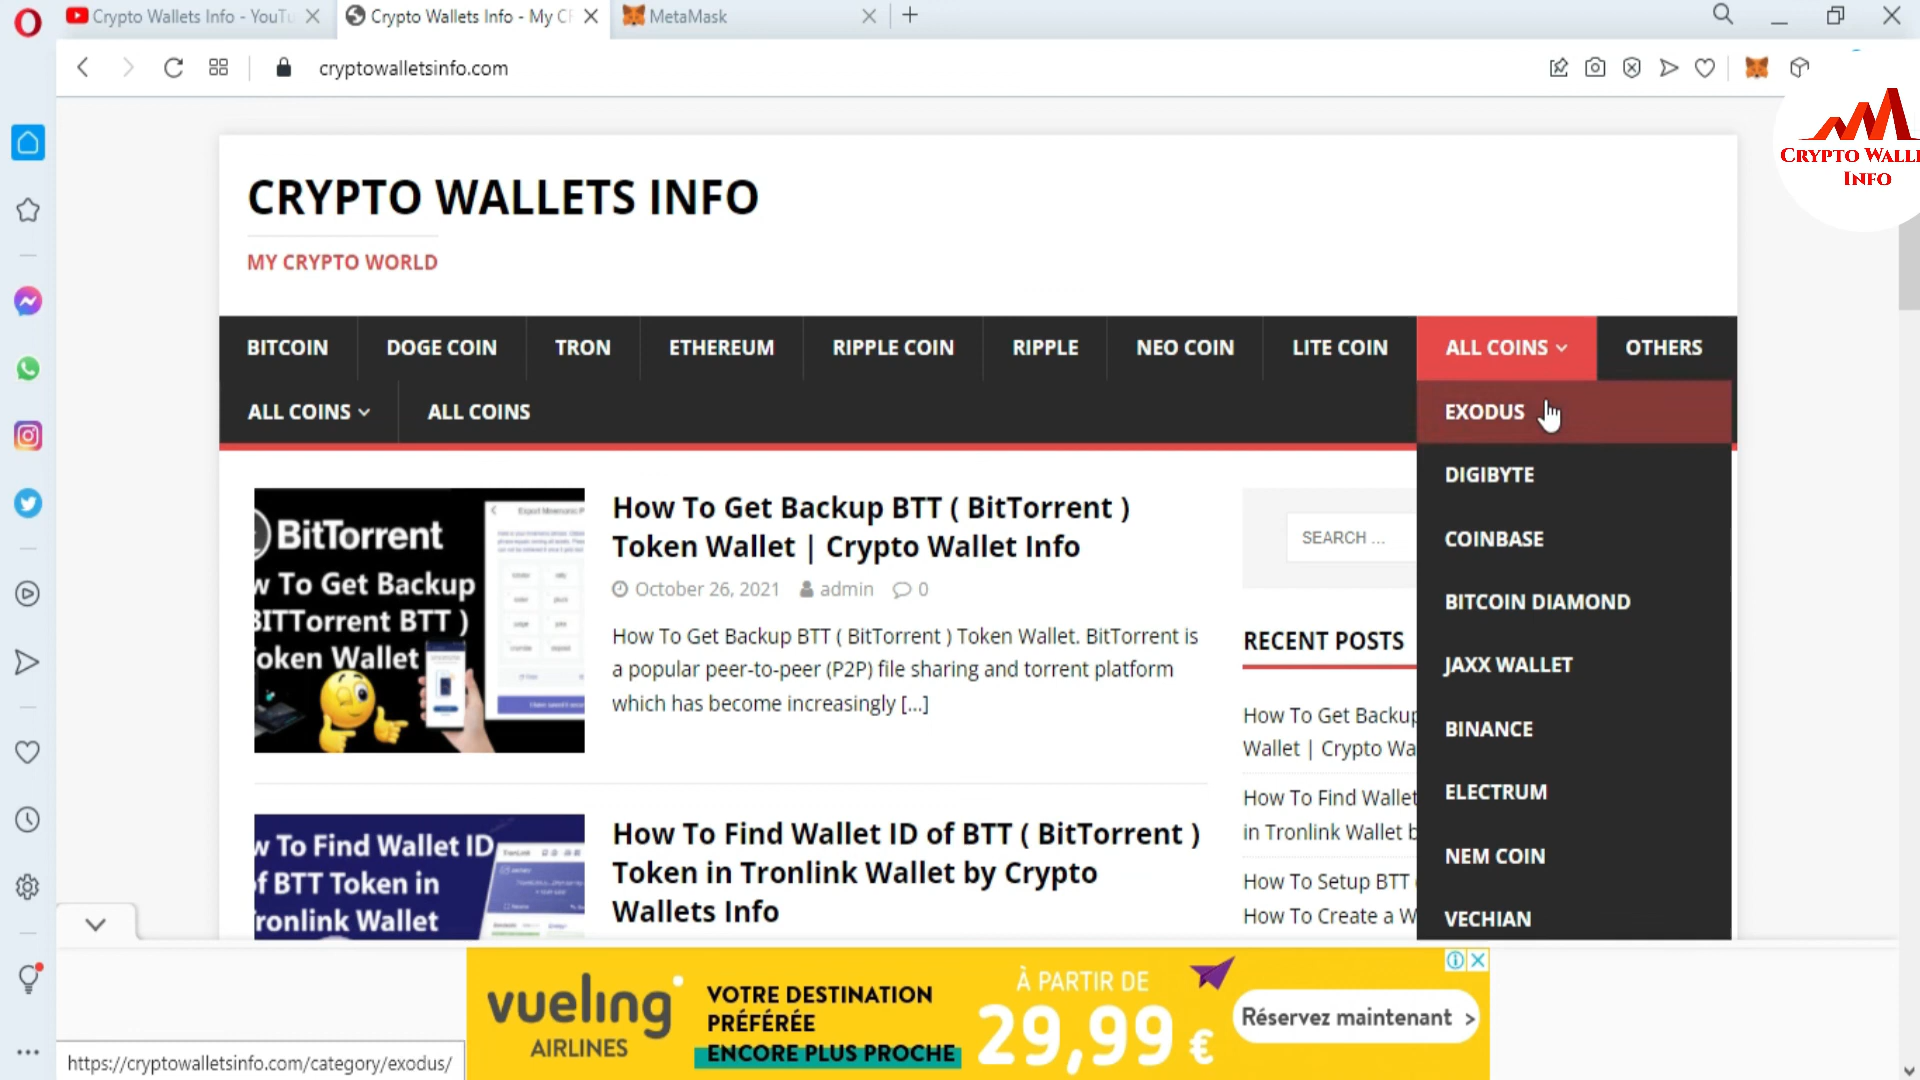 Crypto Wallets Info - YouTu
Crypto Wallets Info - My C
MetaMask
cryptowalletsinfo.com
CRYPTO WALLE
INFO
CRYPTO WALLETS INFO
MY CRYPTO WORLD
BITCOIN
DOGE COIN
TRON
ETHEREUM
RIPPLE COIN
RIPPLE
NEO COIN
LITE COIN
ALL COINS
OTHERS
ALL COINS
ALL COINS
EXODUS
DIGIBYTE
COINBASE
BITCOIN DIAMOND
JAXX WALLET
BINANCE
ELECTRUM
NEM COIN
VECHIAN
BitTorrent
w To Get Backup
BITTorrent BTT )
oken Wallet
How To Get Backup BTT ( BitTorrent )
Token Wallet | Crypto Wallet Info
October 26, 2021 admin 0
How To Get Backup BTT ( BitTorrent ) Token Wallet. BitTorrent is
a popular peer-to-peer (P2P) file sharing and torrent platform
which has become increasingly [...]
SEARCH ...
RECENT POSTS
How To Get Backup
Wallet | Crypto Wa
How To Find Wallet
in Tronlink Wallet b
How To Setup BTT
How To Create a W
w To Find Wallet ID
f BTT Token in
ronlink Wallet
How To Find Wallet ID of BTT ( BitTorrent )
Token in Tronlink Wallet by Crypto
Wallets Info
vueling
AIRLINES
VOTRE DESTINATION
PRÉFÉRÉE
ENCORE PLUS PROCHE
À PARTIR DE
29,99 €
Réservez maintenant >
https://cryptowalletsinfo.com/category/exodus/